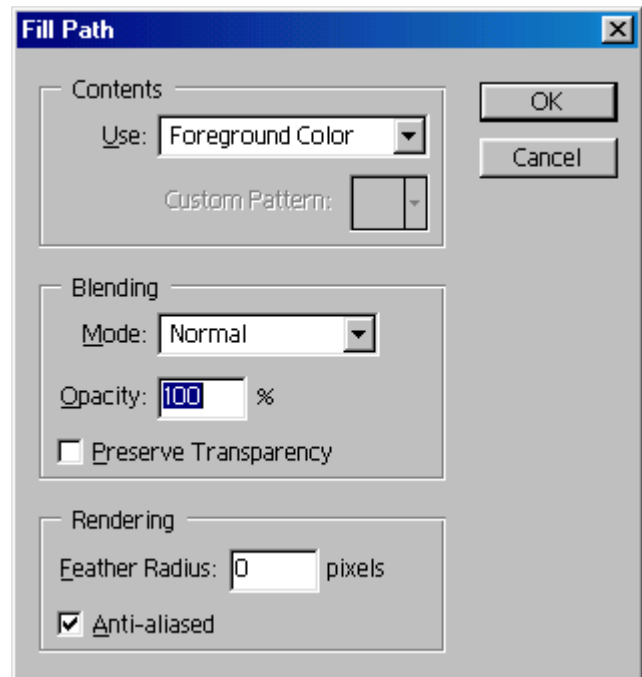 Fill Path
Contents
OK
Use: Foreground Color
Cancel
Custom Pattern:
Blending
Mode: Normal
Opacity: 100 %
Preserve Transparency
Rendering
Feather Radius: 0 pixels
Anti-aliased